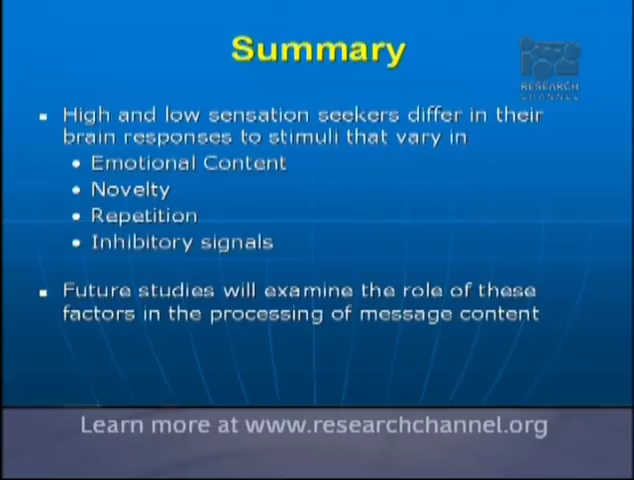 Summary
RESEARCH
CHANNEL
High and low sensation seekers differ in their
brain responses to stimuli that vary in
Emotional Content
Novelty
Repetition
Inhibitory signals
Future studies will examine the role of these
factors in the processing of message content
Learn more at www.researchchannel.org